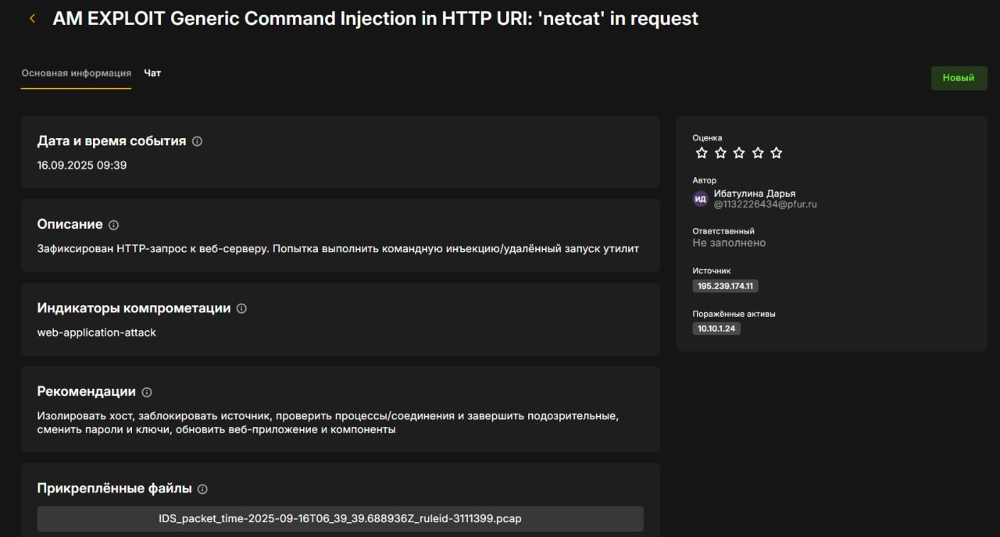 AM EXPLOIT Generic Command Injection in HTTP URI: 'netcat' in request
Основная информация
Чат
Новый
Дата и время события
16.09.2025 09:39
Описание
Зафиксирован HTTP-запрос к веб-серверу. Попытка выполнить командную инъекцию/удалённый запуск утилит
Индикаторы компрометации
web-application-attack
Рекомендации
Изолировать хост, заблокировать источник, проверить процессы/соединения и завершить подозрительные,
сменить пароли и ключи, обновить веб-приложение и компоненты
Прикреплённые файлы
IDS_packet_time-2025-09-16T06_39_39.688936Z_ruleid-3111399.pcap
Оценка
Автор
ИД
Ибатулина Дарья
@1132226434@pfur.ru
Ответственный
Не заполнено
Источник
195.239.174.11
Поражённые активы
10.10.1.24